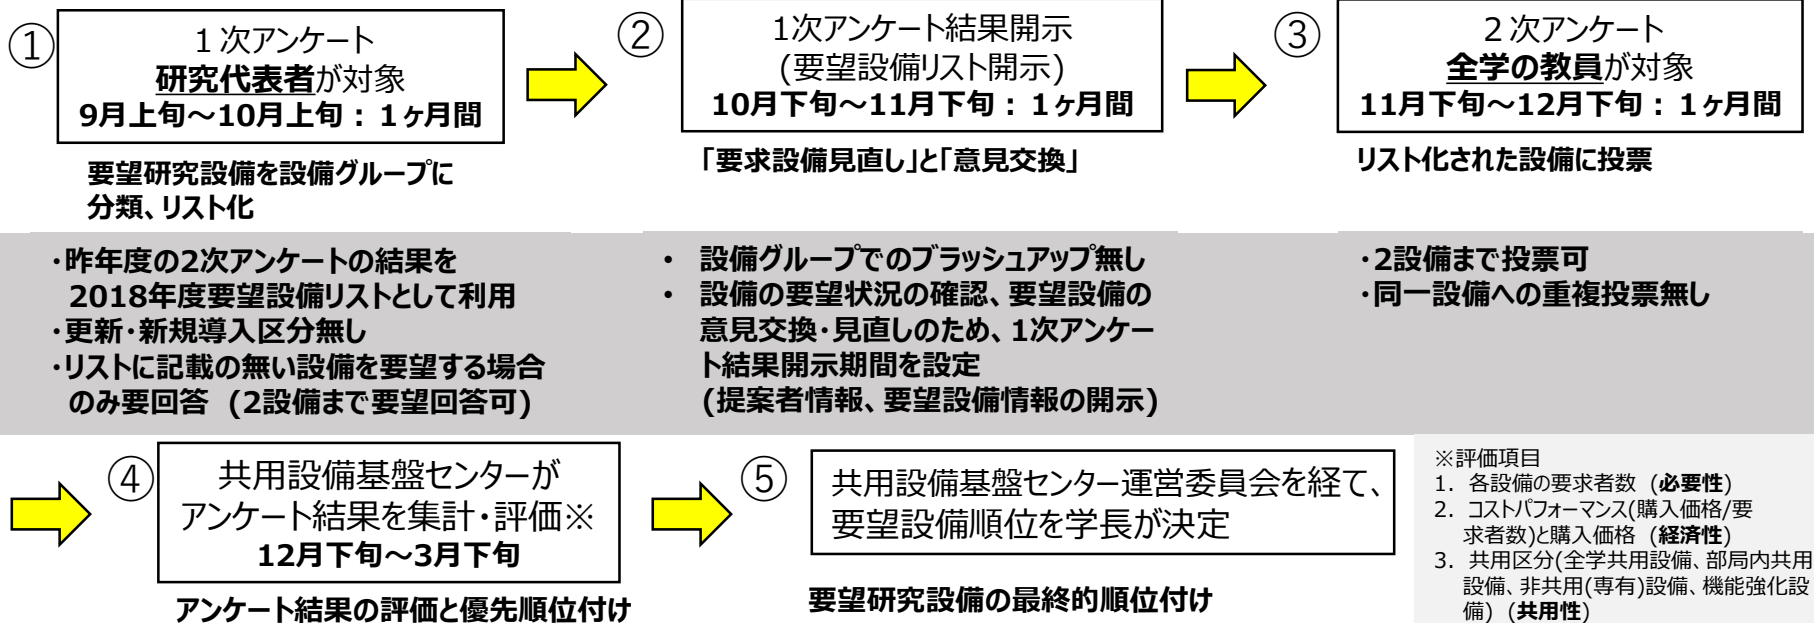 ①
1次アンケート
研究代表者が対象
9月上旬～10月上旬：1ヶ月間
要望研究設備を設備グループに
分類、リスト化
・昨年度の2次アンケートの結果を
2018年度要望設備リストとして利用
・更新・新規導入区分無し
・リストに記載の無い設備を要望する場合
のみ要回答 (2設備まで要望回答可)
②
1次アンケート結果開示
(要望設備リスト開示)
10月下旬～11月下旬：1ヶ月間
「要求設備見直し」と「意見交換」
• 設備グループでのブラッシュアップ無し
• 設備の要望状況の確認、要望設備の
意見交換・見直しのため、1次アンケー
ト結果開示期間を設定
(提案者情報、要望設備情報の開示)
③
２次アンケート
全学の教員が対象
11月下旬～12月下旬：1ヶ月間
リスト化された設備に投票
・2設備まで投票可
・同一設備への重複投票無し
④
共用設備基盤センターが
アンケート結果を集計・評価※
12月下旬～3月下旬
アンケート結果の評価と優先順位付け
⑤
共用設備基盤センター運営委員会を経て、
要望設備順位を学長が決定
要望研究設備の最終的順位付け
※評価項目
1. 各設備の要求者数 (必要性)
2. コストパフォーマンス(購入価格/要
求者数)と購入価格 (経済性)
3. 共用区分(全学共用設備、部局内共用
設備、非共用(専有)設備、機能強化設
備) (共用性)